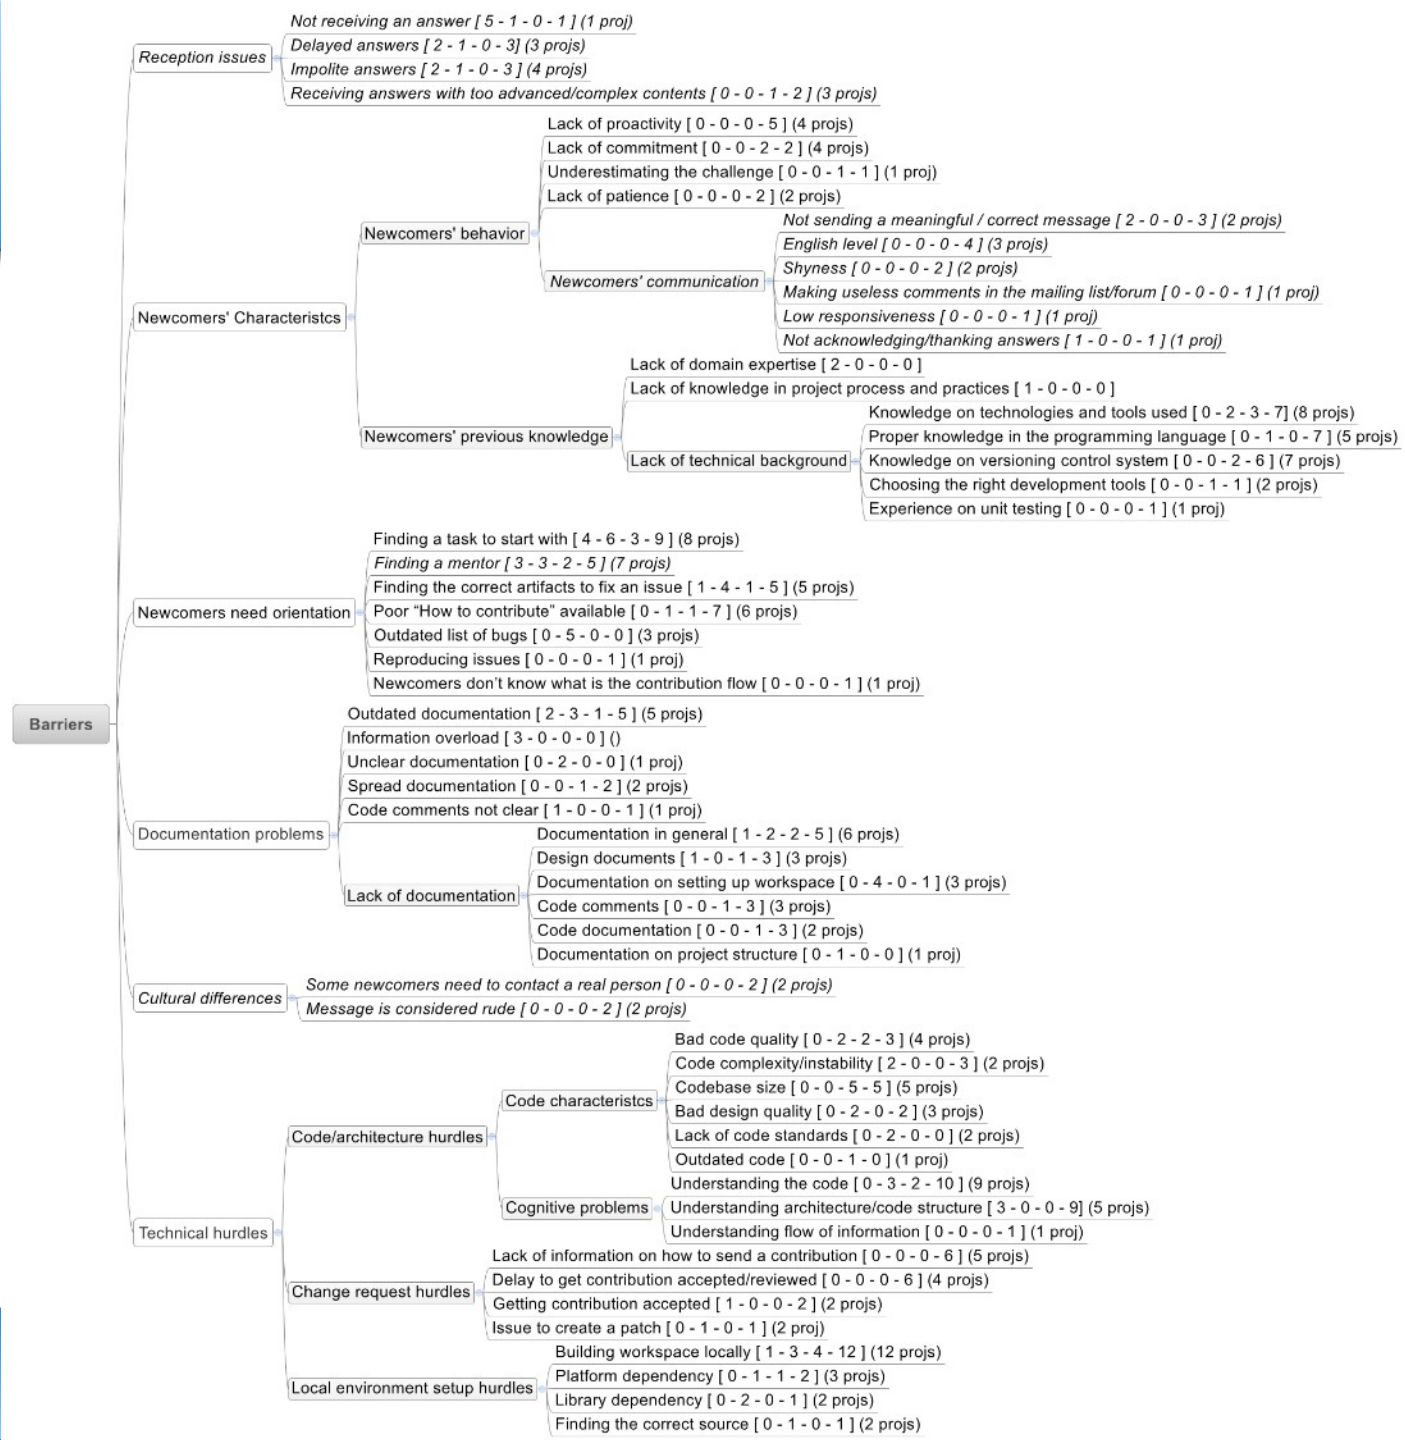 Not receiving an answer [ 5 - 1 - 0 - 1 ] (1 proj)
Delayed answers [ 2 - 1 - 0 - 3] (3 projs)
Reception issues
Impolite answers [ 2 - 1 - 0 - 3 ] (4 projs)
Receiving answers with too advanced/complex contents [ 0 - 0 - 1 - 2 ] (3 projs)
Lack of proactivity [ 0 - 0 - 0 - 5 ] (4 projs)
Lack of commitment [ 0 - 0 - 2 - 2 ] (4 projs)
Underestimating the challenge [ 0 - 0 - 1 - 1 ] (1 proj)
Lack of patience [ 0 - 0 - 0 - 2 ] (2 projs)
Newcomers' behavior
Not sending a meaningful / correct message [ 2 - 0 - 0 - 3 ] (2 projs)
English level [ 0 - 0 - 0 - 4 ] (3 projs)
Shyness [ 0 - 0 - 0 - 2 ] (2 projs)
Newcomers' communication
Making useless comments in the mailing list/forum [ 0 - 0 - 0 - 1 ] (1 proj)
Low responsiveness [ 0 - 0 - 0 - 1 ] (1 proj)
Not acknowledging/thanking answers [ 1 - 0 - 0 - 1 ] (1 proj)
Newcomers' Characteristcs
Lack of domain expertise [ 2 - 0 - 0 - 0 ]
Lack of knowledge in project process and practices [ 1 - 0 - 0 - 0 ]
Newcomers' previous knowledge
Knowledge on technologies and tools used [ 0 - 2 - 3 - 7] (8 projs)
Proper knowledge in the programming language [ 0 - 1 - 0 - 7 ] (5 projs)
Lack of technical background
Knowledge on versioning control system [ 0 - 0 - 2 - 6 ] (7 projs)
Choosing the right development tools [ 0 - 0 - 1 - 1 ] (2 projs)
Experience on unit testing [ 0 - 0 - 0 - 1 ] (1 proj)
Finding a task to start with [ 4 - 6 - 3 - 9 ] (8 projs)
Finding a mentor [ 3 - 3 - 2 - 5 ] (7 projs)
Finding the correct artifacts to fix an issue [ 1 - 4 - 1 - 5 ] (5 projs)
Newcomers need orientation
Poor “How to contribute” available [ 0 - 1 - 1 - 7 ] (6 projs)
Outdated list of bugs [ 0 - 5 - 0 - 0 ] (3 projs)
Reproducing issues [ 0 - 0 - 0 - 1 ] (1 proj)
Newcomers don’t know what is the contribution flow [ 0 - 0 - 0 - 1 ] (1 proj)
Barriers
Outdated documentation [ 2 - 3 - 1 - 5 ] (5 projs)
Information overload [ 3 - 0 - 0 - 0 ] ()
Unclear documentation [ 0 - 2 - 0 - 0 ] (1 proj)
Spread documentation [ 0 - 0 - 1 - 2 ] (2 projs)
Code comments not clear [ 1 - 0 - 0 - 1 ] (1 proj)
Documentation problems
Documentation in general [ 1 - 2 - 2 - 5 ] (6 projs)
Design documents [ 1 - 0 - 1 - 3 ] (3 projs)
Documentation on setting up workspace [ 0 - 4 - 0 - 1 ] (3 projs)
Lack of documentation
Code comments [ 0 - 0 - 1 - 3 ] (3 projs)
Code documentation [ 0 - 0 - 1 - 3 ] (2 projs)
Documentation on project structure [ 0 - 1 - 0 - 0 ] (1 proj)
Some newcomers need to contact a real person [ 0 - 0 - 0 - 2 ] (2 projs)
Cultural differences
Message is considered rude [ 0 - 0 - 0 - 2 ] (2 projs)
Bad code quality [ 0 - 2 - 2 - 3 ] (4 projs)
Code complexity/instability [ 2 - 0 - 0 - 3 ] (2 projs)
Codebase size [ 0 - 0 - 5 - 5 ] (5 projs)
Code characteristcs
Bad design quality [ 0 - 2 - 0 - 2 ] (3 projs)
Lack of code standards [ 0 - 2 - 0 - 0 ] (2 projs)
Code/architecture hurdles
Outdated code [ 0 - 0 - 1 - 0 ] (1 proj)
Understanding the code [ 0 - 3 - 2 - 10 ] (9 projs)
Cognitive problems
Understanding architecture/code structure [ 3 - 0 - 0 - 9] (5 projs)
Understanding flow of information [ 0 - 0 - 0 - 1 ] (1 proj)
Technical hurdles
Lack of information on how to send a contribution [ 0 - 0 - 0 - 6 ] (5 projs)
Delay to get contribution accepted/reviewed [ 0 - 0 - 0 - 6 ] (4 projs)
Change request hurdles
Getting contribution accepted [ 1 - 0 - 0 - 2 ] (2 projs)
Issue to create a patch [ 0 - 1 - 0 - 1 ] (2 proj)
Building workspace locally [ 1 - 3 - 4 - 12 ] (12 projs)
Platform dependency [ 0 - 1 - 1 - 2 ] (3 projs)
Local environment setup hurdles
Library dependency [ 0 - 2 - 0 - 1 ] (2 projs)
Finding the correct source [ 0 - 1 - 0 - 1 ] (2 projs)